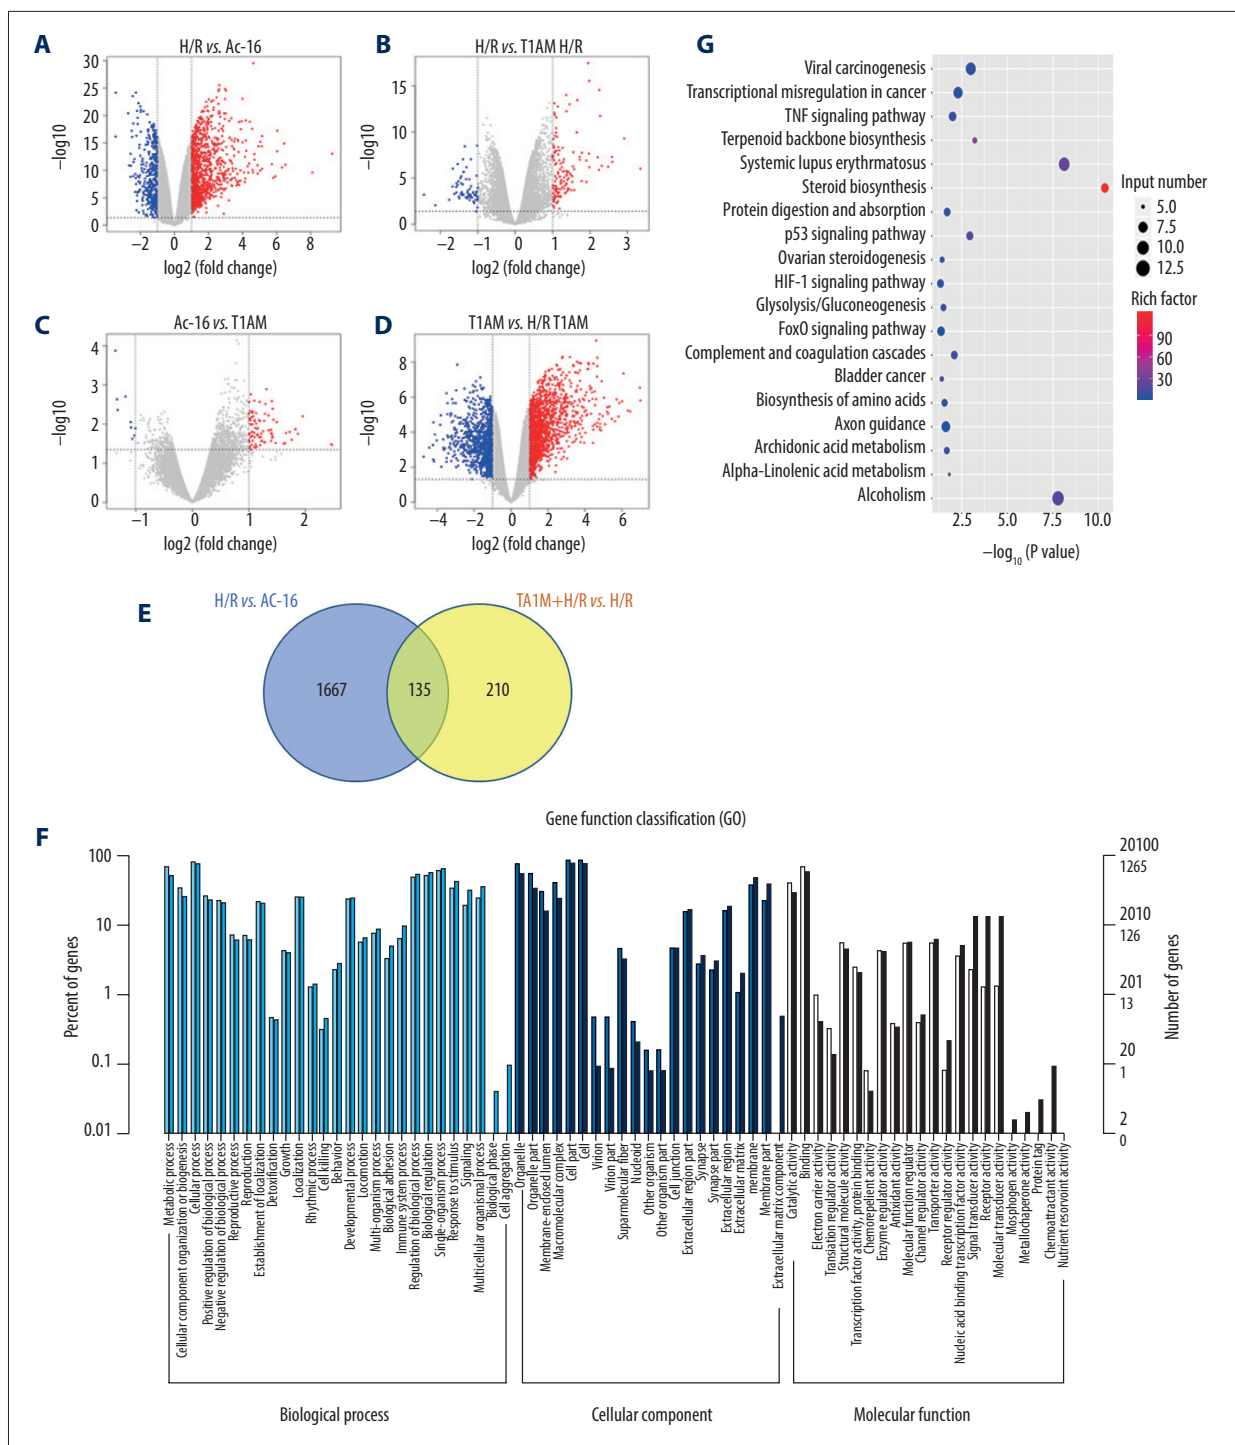 A
H/R vs. Ac-16
30
25
20
15
10
5
0
−log10
−2
0
2
4
6
8
log2 (fold change)
B
H/R vs. T1AM H/R
15
10
5
0
−log10
−2
−1
0
1
2
3
log2 (fold change)
C
Ac-16 vs. T1AM
4
3
2
1
0
−log10
−1
0
1
2
log2 (fold change)
D
T1AM vs. H/R T1AM
8
6
4
2
0
−log10
−4
−2
0
2
4
6
log2 (fold change)
G
Viral carcinogenesis
Transcriptional misregulation in cancer
TNF signaling pathway
Terpenoid backbone biosynthesis
Systemic lupus erythrmatosus
Steroid biosynthesis
Protein digestion and absorption
p53 signaling pathway
Ovarian steroidogenesis
HIF-1 signaling pathway
Glysolysis/Gluconeogenesis
FoxO signaling pathway
Complement and coagulation cascades
Bladder cancer
Biosynthesis of amino acids
Axon guidance
Archidonic acid metabolism
Alpha-Linolenic acid metabolism
Alcoholism
2.5
5.0
7.5
10.0
−log10 (P value)
Input number
5.0
7.5
10.0
12.5
Rich factor
90
60
30
E
H/R vs. AC-16
TA1M+H/R vs. H/R
1667
135
210
F
Gene function classification (GO)
100
10
1
0.1
0.01
Percent of genes
20100
1265
2010
126
201
13
20
1
2
0
Number of genes
Metabolic process
Cellular component organization or biogenesis
Cellular process
Positive regulation of biological process
Negative regulation of biological process
Reproductive process
Reproduction
Establishment of localization
Detoxification
Growth
Localization
Rhythmic process
Cell killing
Behavior
Developmental process
Locomotion
Multi-organism process
Biological adhesion
Immune system process
Regulation of biological process
Biological regulation
Single-organism process
Response to stimulus
Signaling
Multicellular organismal process
Biological phase
Cell aggregation
Organelle
Organelle part
Membrane-enclosed lumen
Macromolecular complex
Cell part
Cell
Virion
Virion part
Suparmolecular fiber
Nucleoid
Other organism
Other organism part
Cell junction
Extracellular region part
Synapse
Synapse part
Extracellular region
Extracellular matrix
membrane
Membrane part
Extracellular matrix component
Catalytic activity
Binding
Electron carrier activity
Translation regulator activity
Structural molecule activity
Transcription factor activity, protein binding
Chemorepelient activity
Enzyme regulator activity
Antixidant activity
Molecular function regulator
Channel regulator activity
Transporter activity
Receptor regulator activity
Nudeic acid binding transcription factor activity
Signal transducer activity
Receptor activity
Molecular transducer activity
Mosphogen activity
Metallochaperone activity
Protein tag
Chemoattractant activity
Nutrient resorvoint activity
Biological process
Cellular component
Molecular function